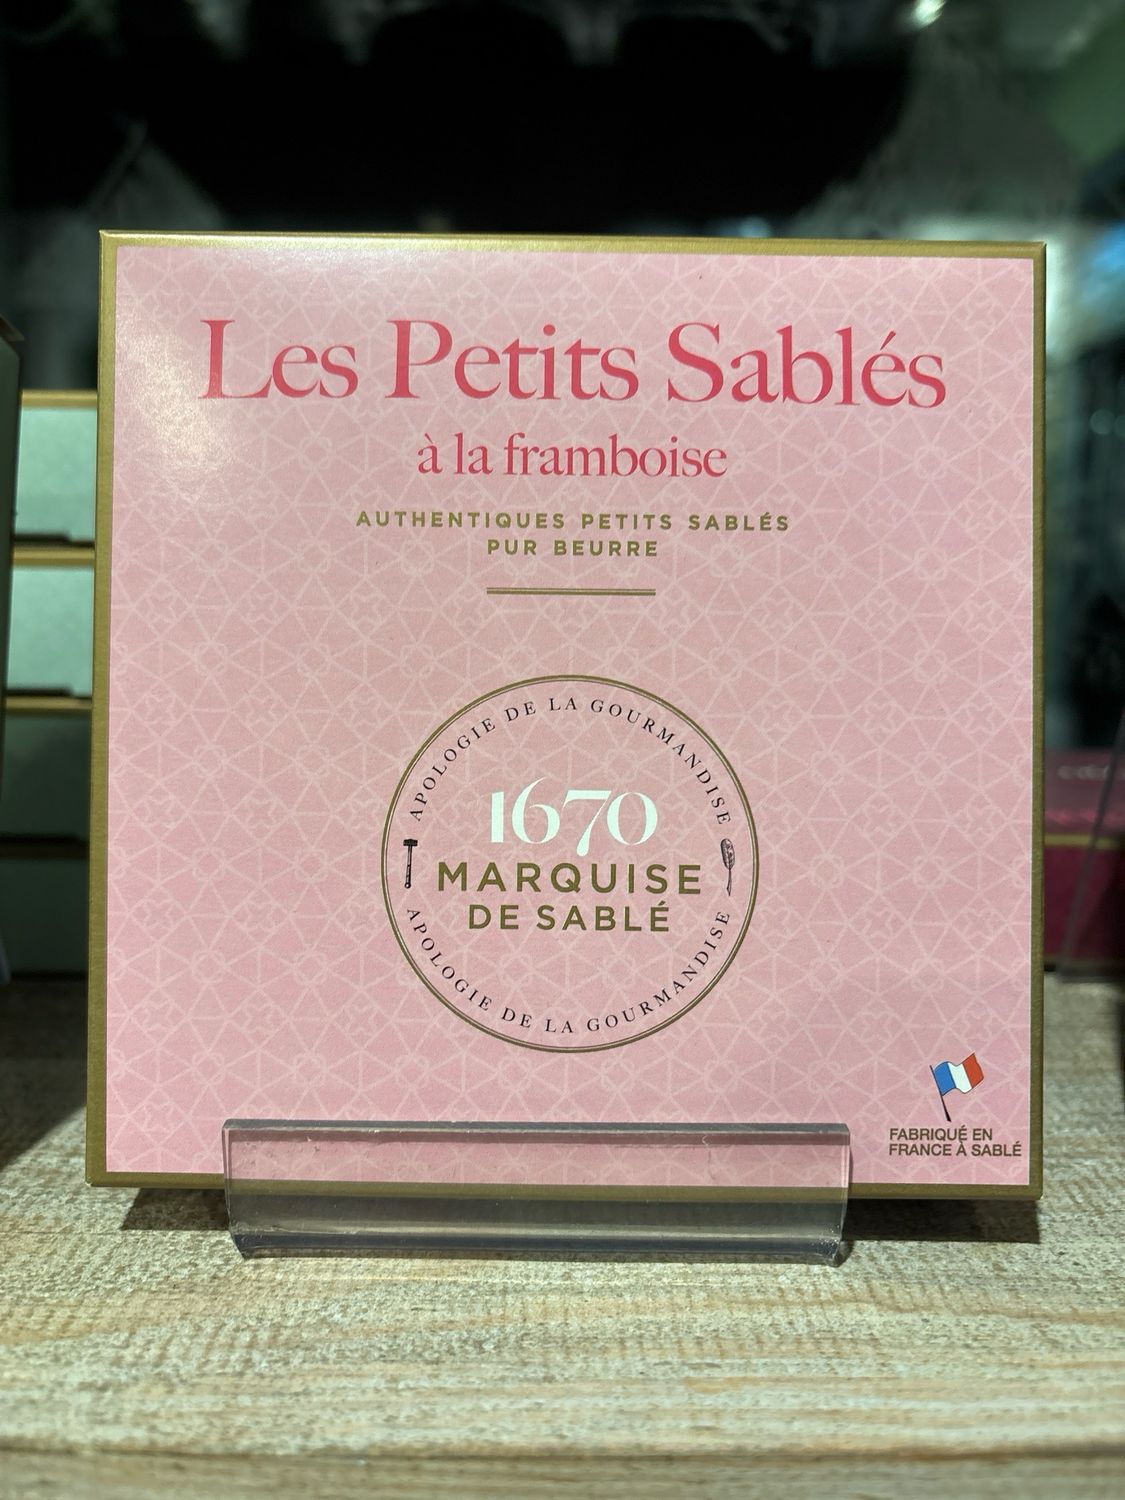 Les Petits Sablés
à la framboise
AUTHENTIQUES PETITS SABLÉS
PUR BEURRE
APOLOGIE DE LA GOURMANDISE
1670
MARQUISE
DE SABLÉ
APOLOGIE DE LA GOURMANDISE
FABRIQUÉ EN
FRANCE À SABLÉ